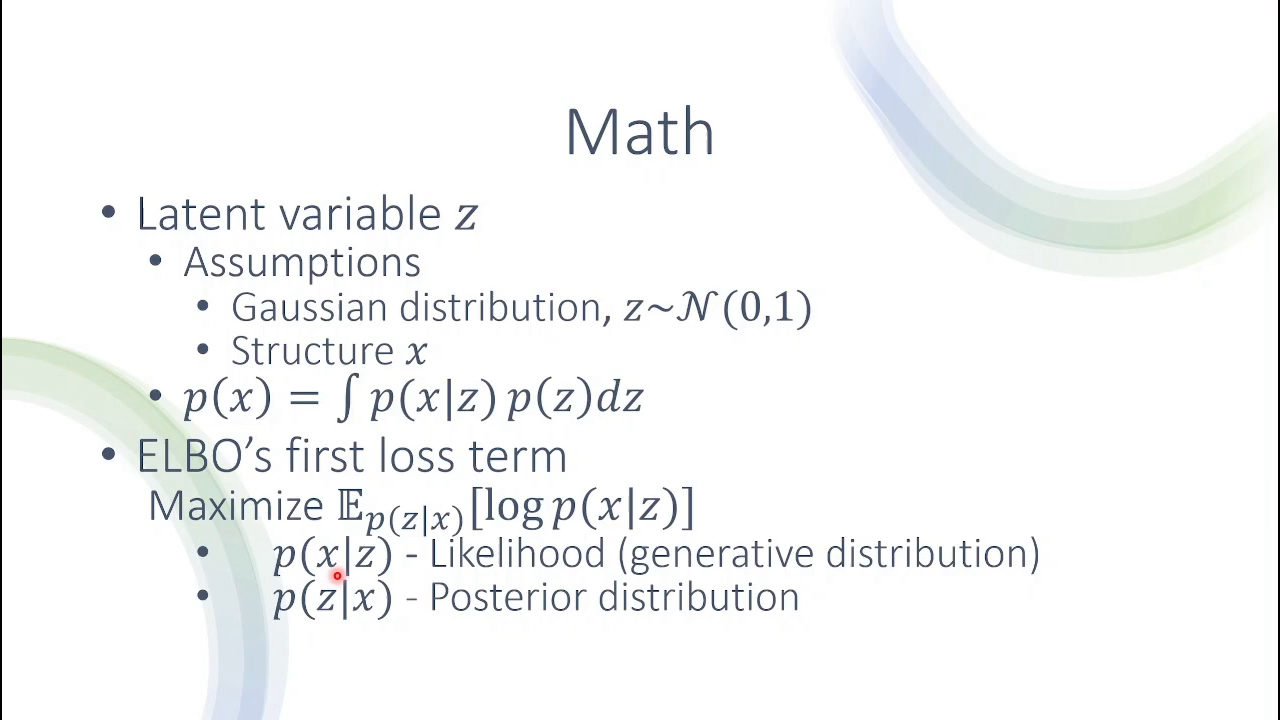 Math
• Latent variable z
• Assumptions
• Gaussian distribution, z~𝒩(0,1)
• Structure x
• p(x) = ∫ p(x|z) p(z)dz
• ELBO’s first loss term
Maximize 𝔼p(z|x)[log p(x|z)]
• p(x|z) - Likelihood (generative distribution)
• p(z|x) - Posterior distribution